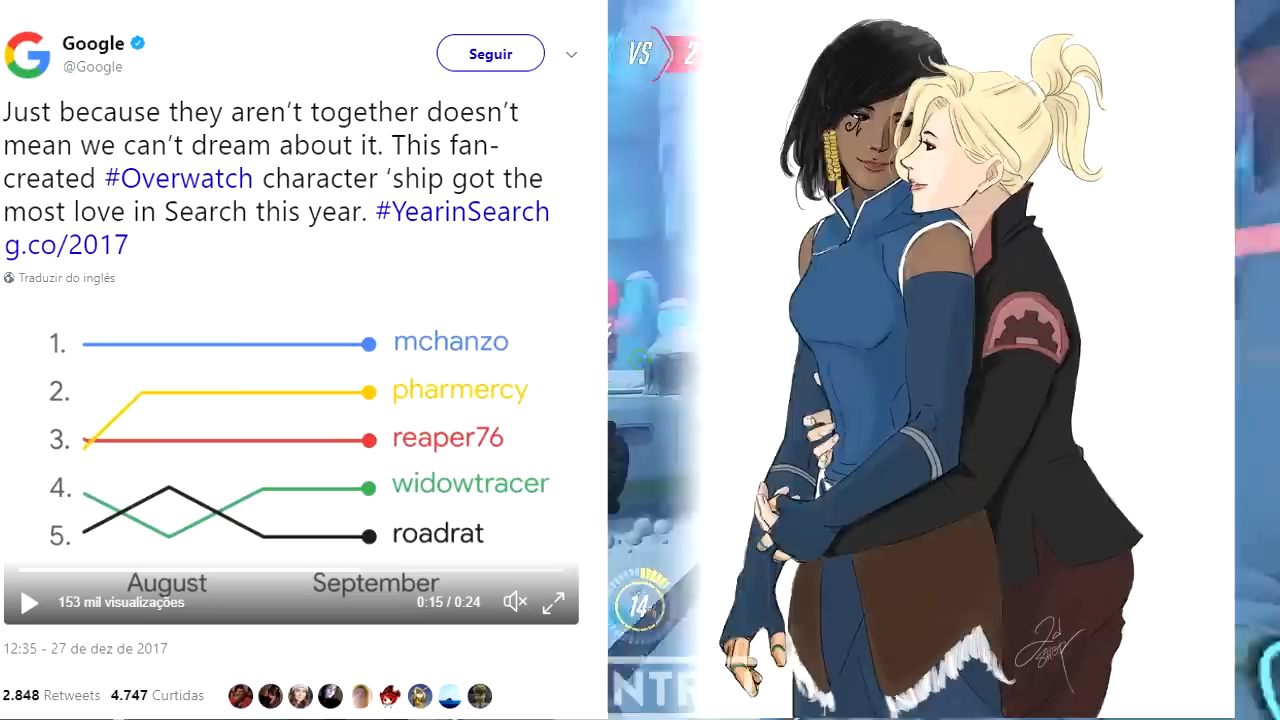 Google
@Google
Seguir
Just because they aren’t together doesn’t
mean we can’t dream about it. This fan-
created #Overwatch character ‘ship got the
most love in Search this year. #YearinSearch
g.co/2017
Traduzir do inglês
1. mchanzo
2. pharmercy
3. reaper76
4. widowtracer
5. roadrat
August September
153 mil visualizações 0:15 / 0:24
12:35 - 27 de dez de 2017
2.848 Retweets 4.747 Curtidas
VS 2
14
NTR